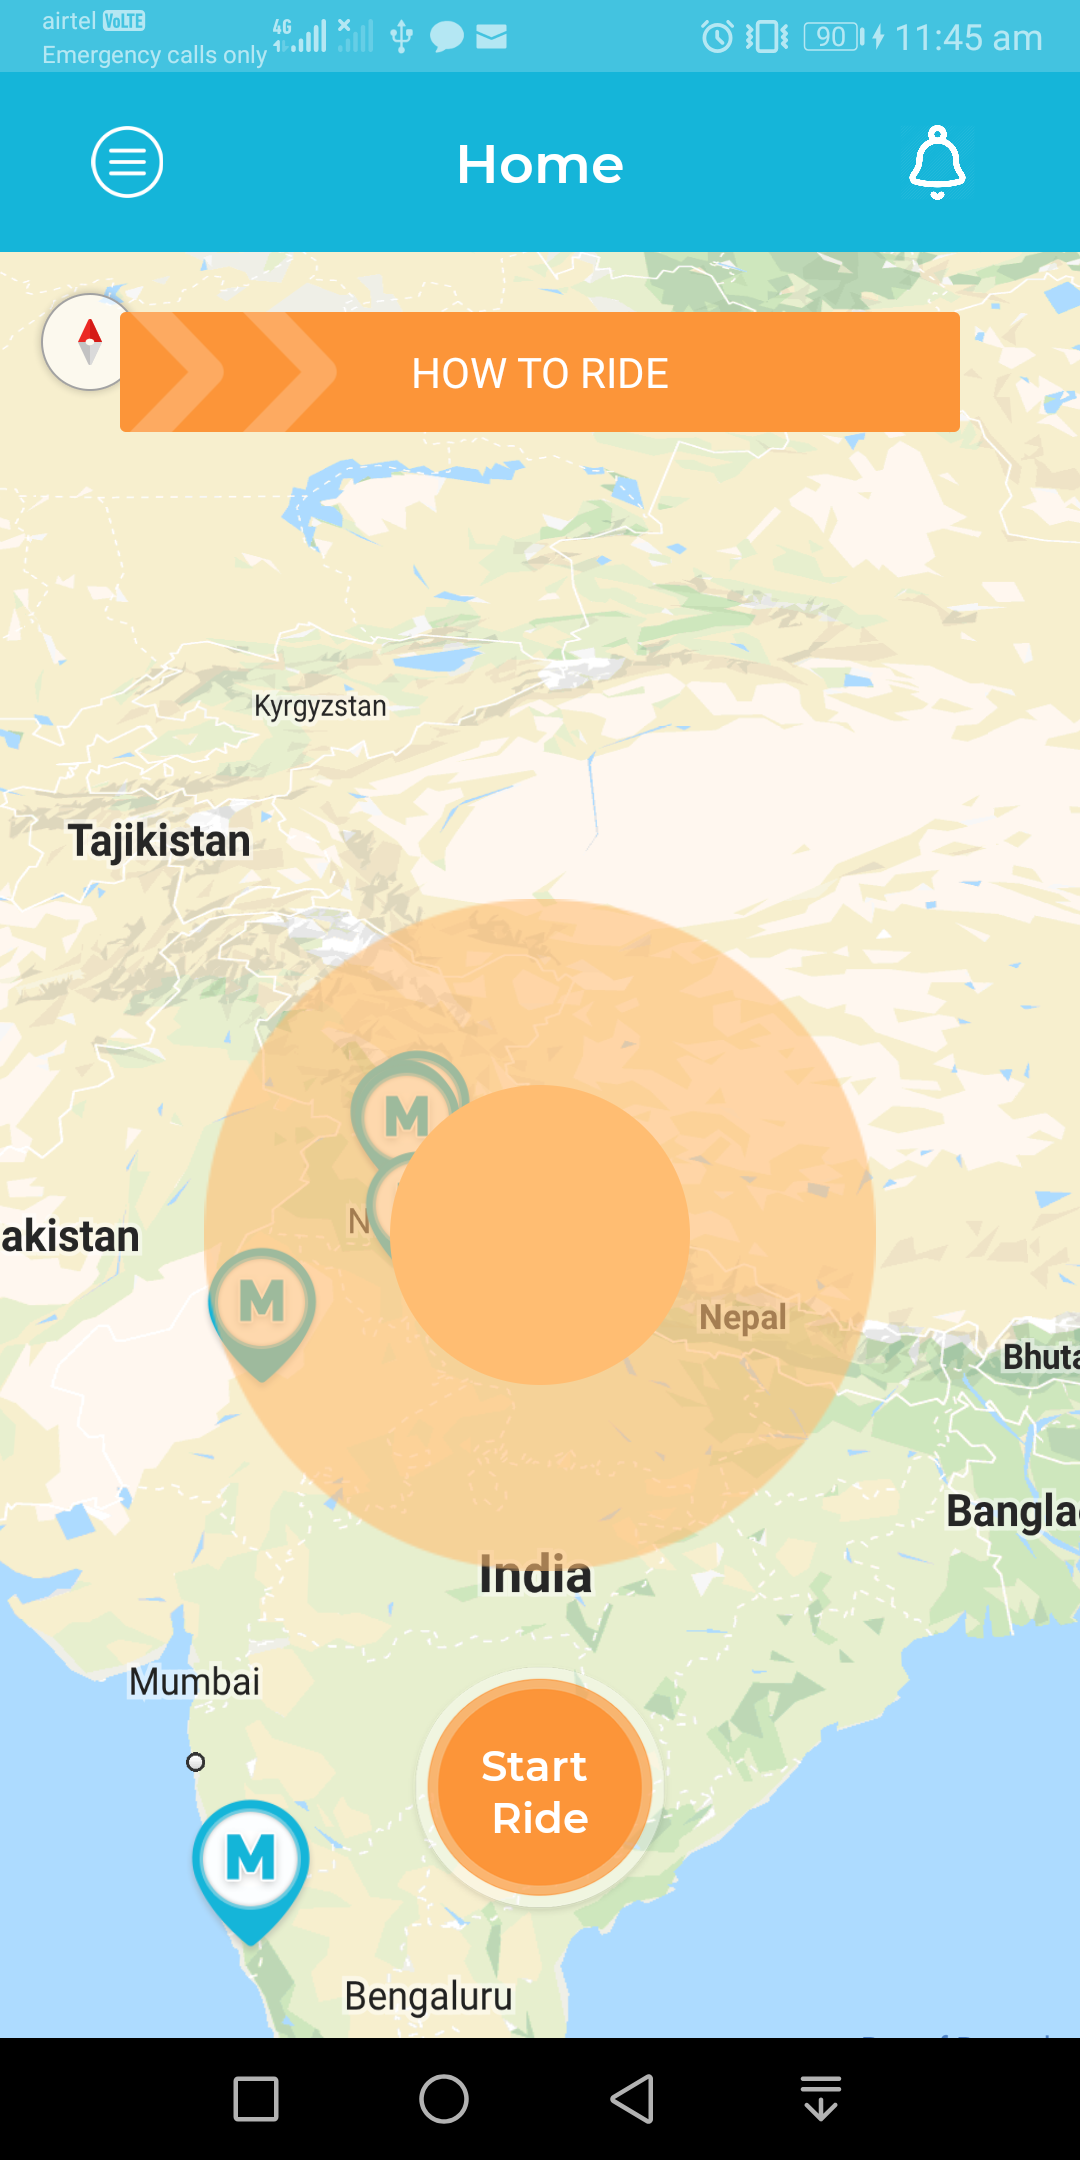 airtel VoLTE
Emergency calls only
4G
90
11:45 am
Home
HOW TO RIDE
Kyrgyzstan
Tajikistan
M
N
akistan
M
Nepal
Bhuta
Bangla
India
Mumbai
Start
Ride
M
Bengaluru